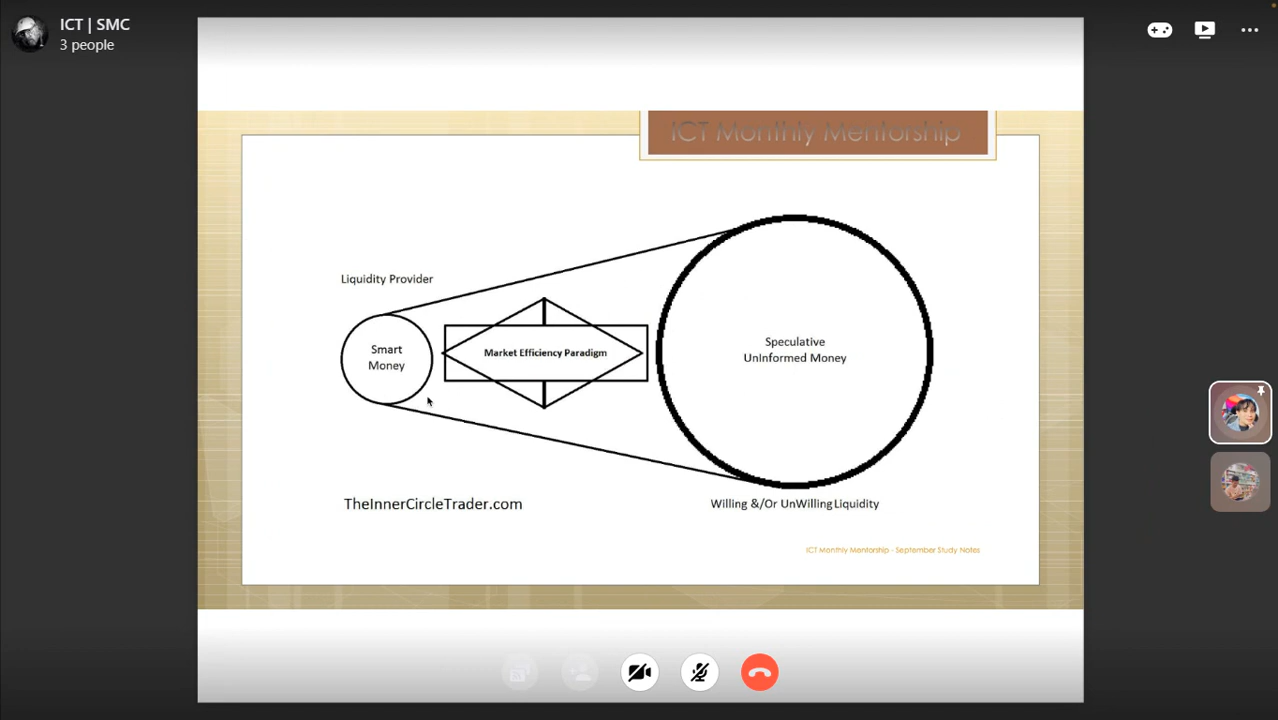 ICT | SMC
3 people
ICT Monthly Mentorship
Liquidity Provider
Smart
Money
Market Efficiency Paradigm
Speculative
UnInformed Money
TheInnerCircleTrader.com
Willing &/Or UnWilling Liquidity
ICT Monthly Mentorship - September Study Notes